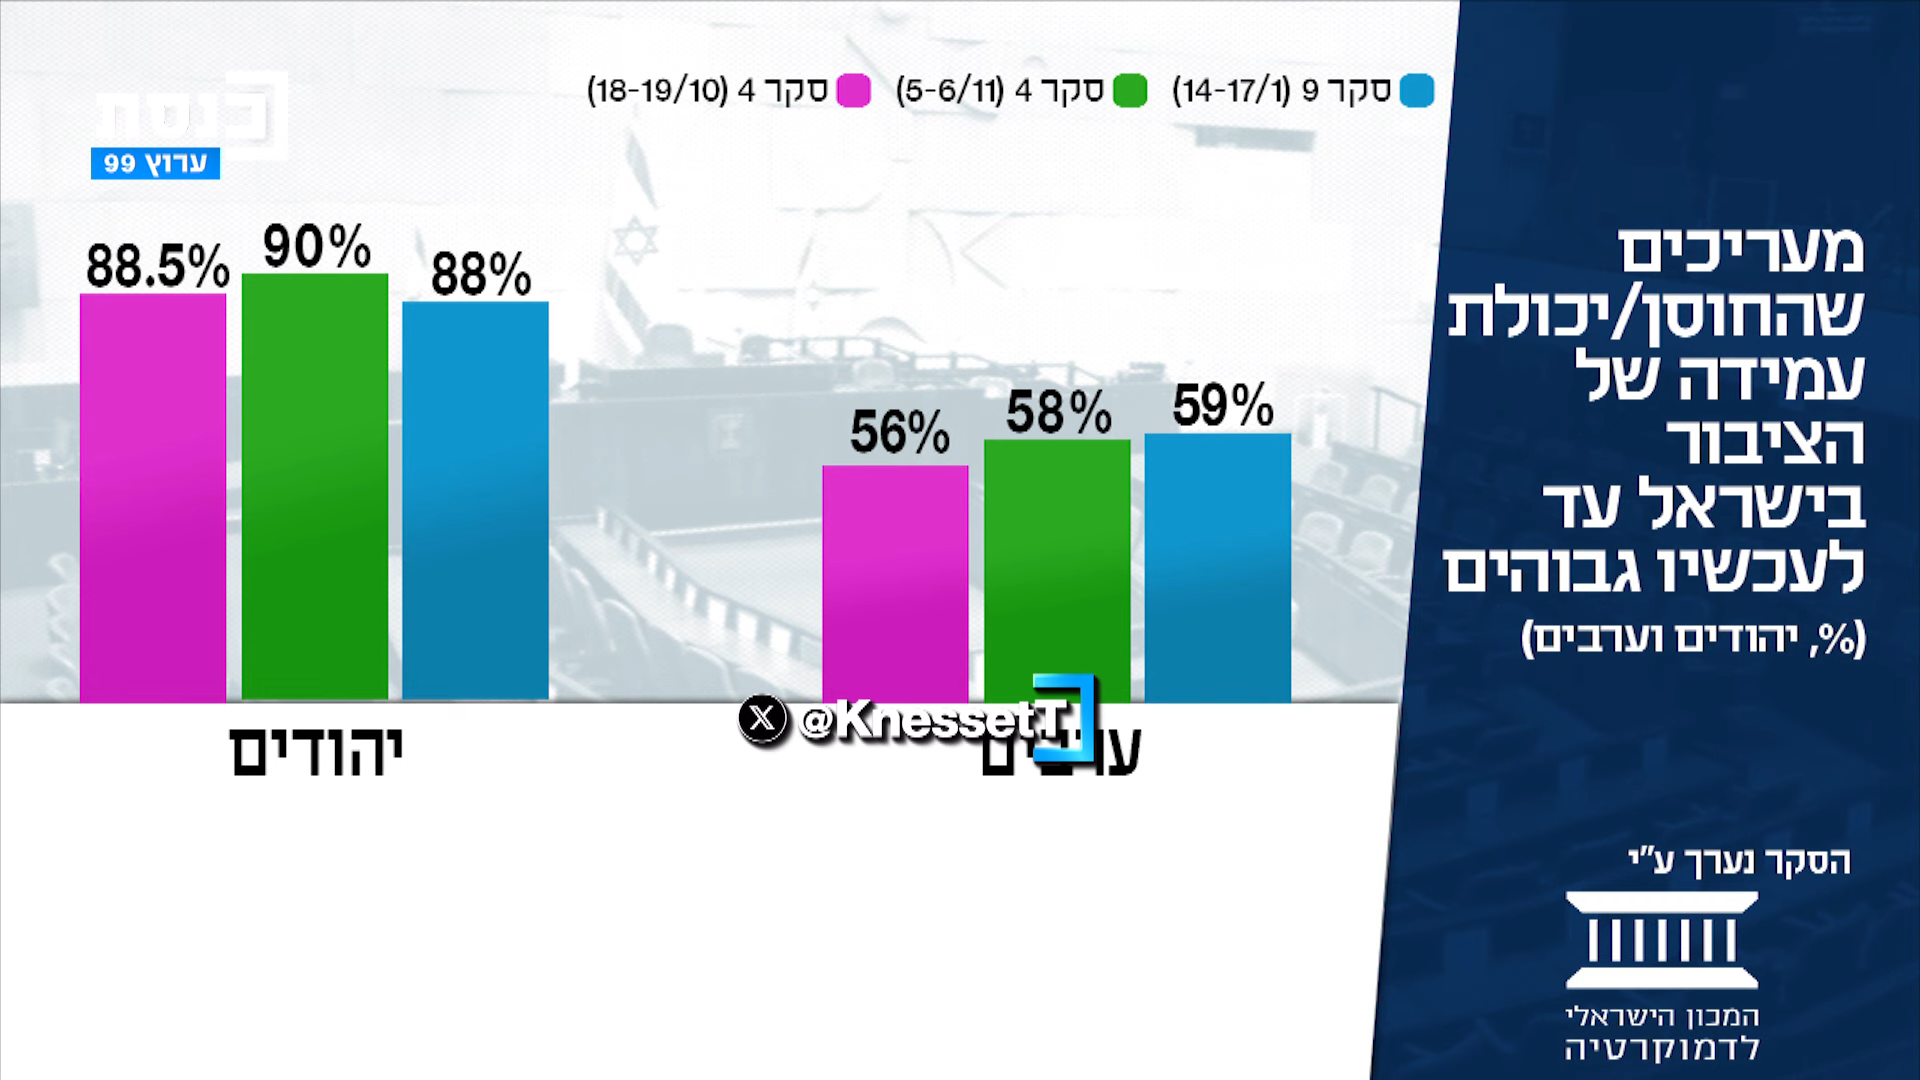 סקר 9 (14-17/1)
סקר 4 (5-6/11)
סקר 4 (18-19/10)
כנסת
ערוץ 99
מעריכים
שהחוסן/יכולת
עמידה של
הציבור
בישראל עד
לעכשיו גבוהים
(%, יהודים וערבים)
88.5%
90%
88%
56%
58%
59%
יהודים
ערבים
@KnessetT
הסקר נערך ע"י
המכון הישראלי
לדמוקרטיה